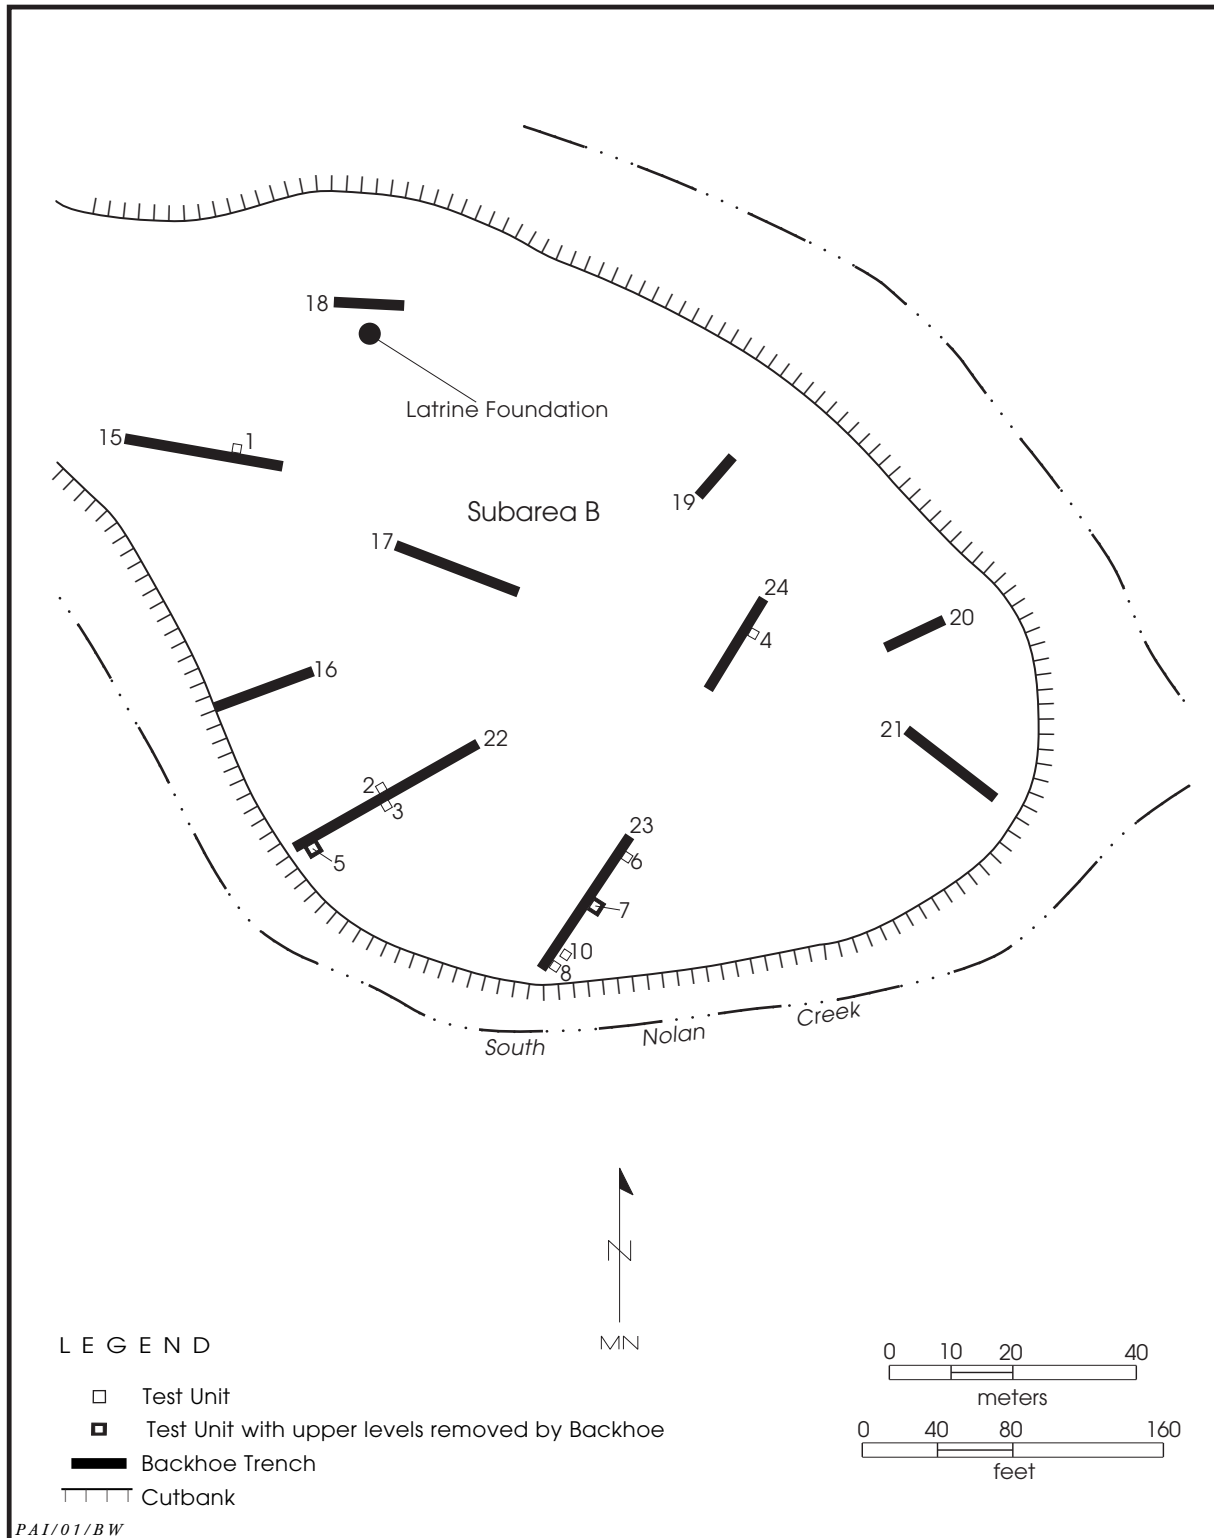 18
Latrine Foundation
15
1
Subarea B
19
17
24
4
20
16
21
22
2
3
5
23
6
7
10
8
South Nolan Creek
N
MN
LEGEND
Test Unit
Test Unit with upper levels removed by Backhoe
Backhoe Trench
Cutbank
0 10 20 40
meters
0 40 80 160
feet
PAI/01/BW